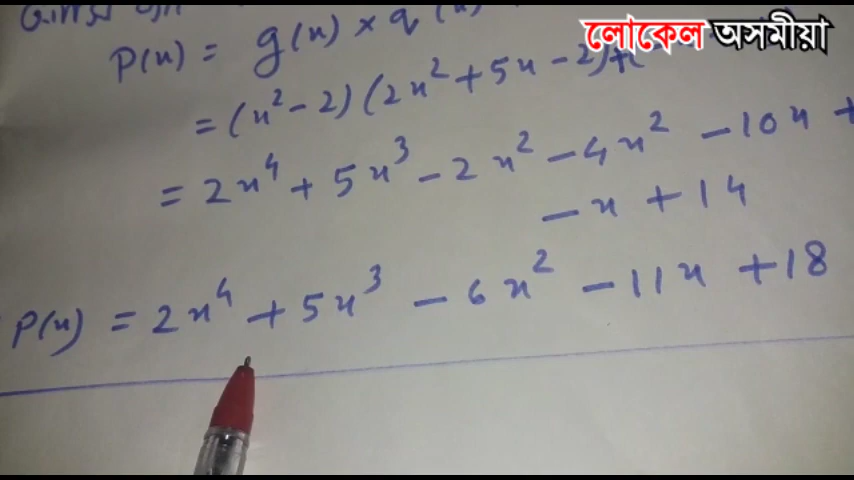 লোকেল অসমীয়া
P(x) = g(x) × q(x)
= (x² - 2) (2x² + 5x - 2) +
= 2x⁴ + 5x³ - 2x² - 4x² - 10x +
- x + 14
P(x) = 2x⁴ + 5x³ - 6x² - 11x + 18